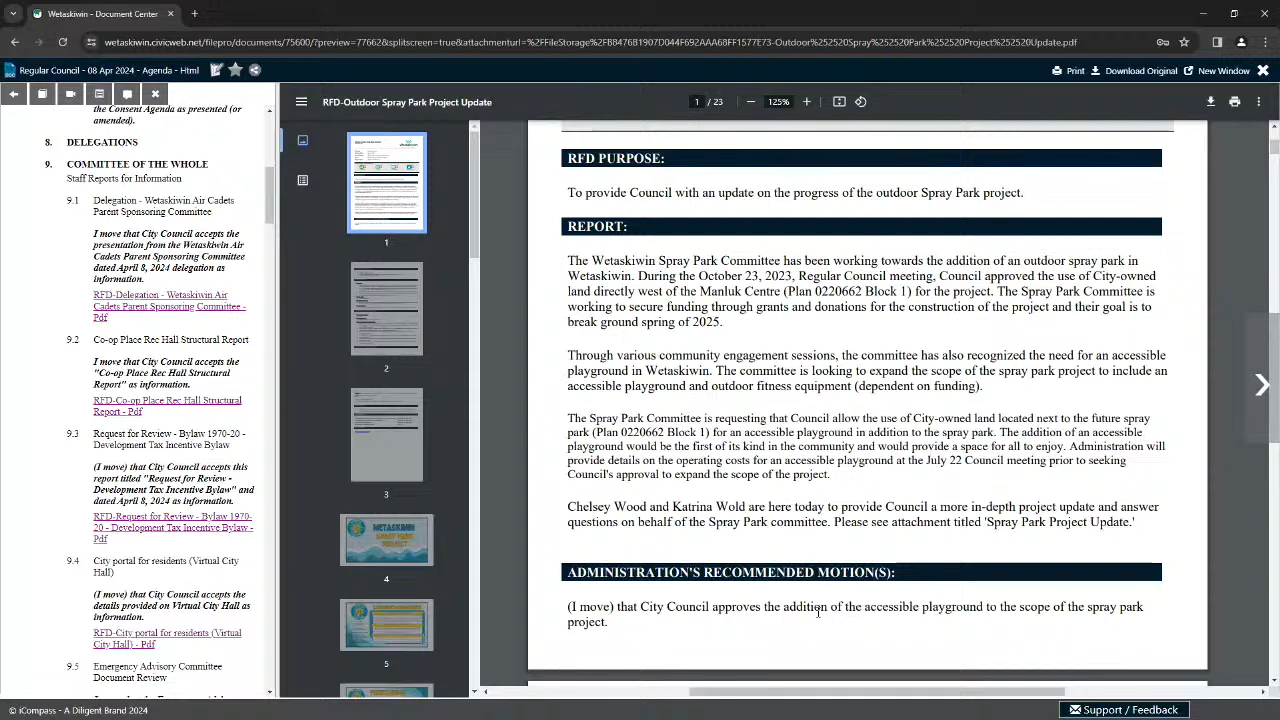 Wetaskiwin - Document Center
wetaskiwin.civicweb.net/filepro/documents/75600/?preview=77662&splitscreen=true&attachmenturl=%2FFileStorage%2FB8476B1907D044F692AAA68FF1577E73-Outdoor%252520Spray%252520Park%252520Project%252520Update.pdf
Regular Council - 08 Apr 2024 - Agenda - Html
Print
Download Original
New Window
the Consent Agenda as presented (or
amended).
8. DELEGATIONS
9. COMMITTEE OF THE WHOLE
Staff Reports for Information
9.1 Delegation - Wetaskiwin Air Cadets
Parent Sponsoring Committee
I move that City Council accepts the
presentation from the Wetaskiwin Air
Cadets Parent Sponsoring Committee
dated April 8, 2024 delegation as
information.
RFD-Delegation - Wetaskiwin Air
Cadets Parent Sponsoring Committee -
Pdf
9.2 Co-op Place Rec Hall Structural Report
I move that City Council accepts the
"Co-op Place Rec Hall Structural
Report" as information.
RFD-Co-op Place Rec Hall Structural
Report - Pdf
9.3 Request for Review - Bylaw 1970-20 -
Development Tax Incentive Bylaw
(I move) that City Council accepts this
report titled "Request for Review -
Development Tax Incentive Bylaw" and
dated April 8, 2024 as information.
RFD-Request for Review - Bylaw 1970-
20 - Development Tax Incentive Bylaw -
Pdf
9.4 City portal for residents (Virtual City
Hall)
(I move) that City Council accepts the
details provided on Virtual City Hall as
information.
RFD-City portal for residents (Virtual
City Hall) - Pdf
9.5 Emergency Advisory Committee
Document Review
RFD-Outdoor Spray Park Project Update
1 / 23
125%
1
2
3
WETASKIWIN
SPRAY PARK
PROJECT
4
5
RFD PURPOSE:
To provide Council with an update on the progress of the outdoor Spray Park project.
REPORT:
The Wetaskiwin Spray Park Committee has been working towards the addition of an outdoor spray park in
Wetaskiwin. During the October 23, 2023, Regular Council meeting, Council approved the use of City-owned
land directly west of the Manluk Centre (Plan 0220662 Block 1) for the project. The Spray Park Committee is
working to secure funding through grants and donations for the construction of the project and their goal is to
break ground spring of 2025.
Through various community engagement sessions, the committee has also recognized the need for an accessible
playground in Wetaskiwin. The committee is looking to expand the scope of the spray park project to include an
accessible playground and outdoor fitness equipment (dependent on funding).
The Spray Park Committee is requesting that Council allow the use of City-owned land located next to the future spray
park (Plan 0220662 Block 1) for an accessible playground in addition to the spray park. The addition of an accessible
playground would be the first of its kind in the community and would provide a space for all to enjoy. Administration will
provide details on the operating costs for an accessible playground at the July 22 Council meeting prior to seeking
Council's approval to expand the scope of the project.
Chelsey Wood and Katrina Wold are here today to provide Council a more in-depth project update and answer
questions on behalf of the Spray Park committee. Please see attachment titled 'Spray Park Project Update.'
ADMINISTRATION'S RECOMMENDED MOTION(S):
(I move) that City Council approves the addition of the accessible playground to the scope of the spray park
project.
© iCompass - A Diligent Brand 2024
Support / Feedback